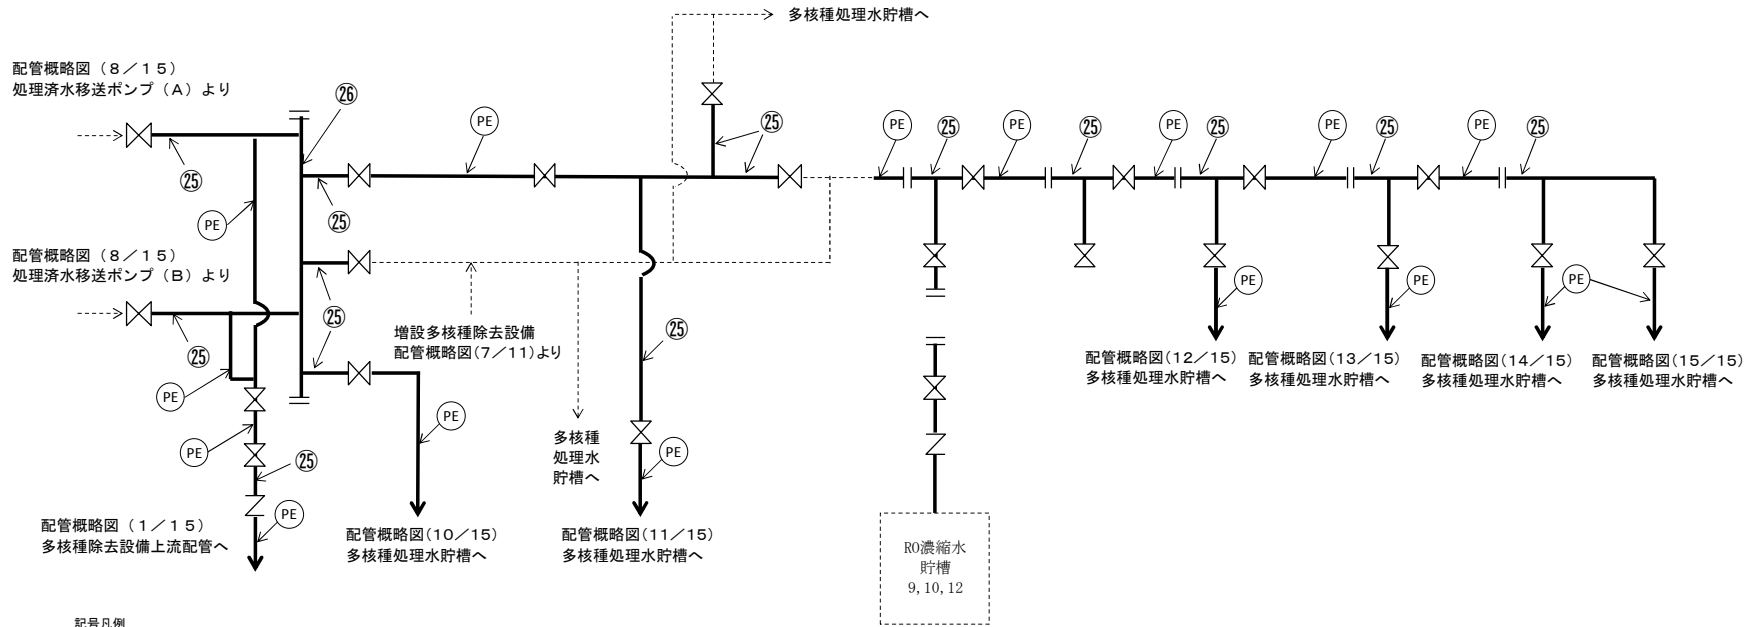 多核種処理水貯槽へ
配管概略図（８／１５）
処理済水移送ポンプ（Ａ）より
㉖
PE
㉕
PE
㉕
PE
㉕
PE
㉕
PE
㉕
PE
㉕
㉕
㉕
PE
配管概略図（８／１５）
処理済水移送ポンプ（Ｂ）より
㉕
㉕
増設多核種除去設備
配管概略図(７／11)より
㉕
PE
PE
PE
配管概略図(１２／１５)
多核種処理水貯槽へ
配管概略図(１３／１５)
多核種処理水貯槽へ
配管概略図(１４／１５)
多核種処理水貯槽へ
配管概略図(１５／１５)
多核種処理水貯槽へ
PE
PE
PE
㉕
多核種
処理水
貯槽へ
PE
PE
配管概略図（１／１５）
多核種除去設備上流配管へ
配管概略図(１０／１５)
多核種処理水貯槽へ
配管概略図(１１／１５)
多核種処理水貯槽へ
RO濃縮水
貯槽
9,10,12
記号凡例